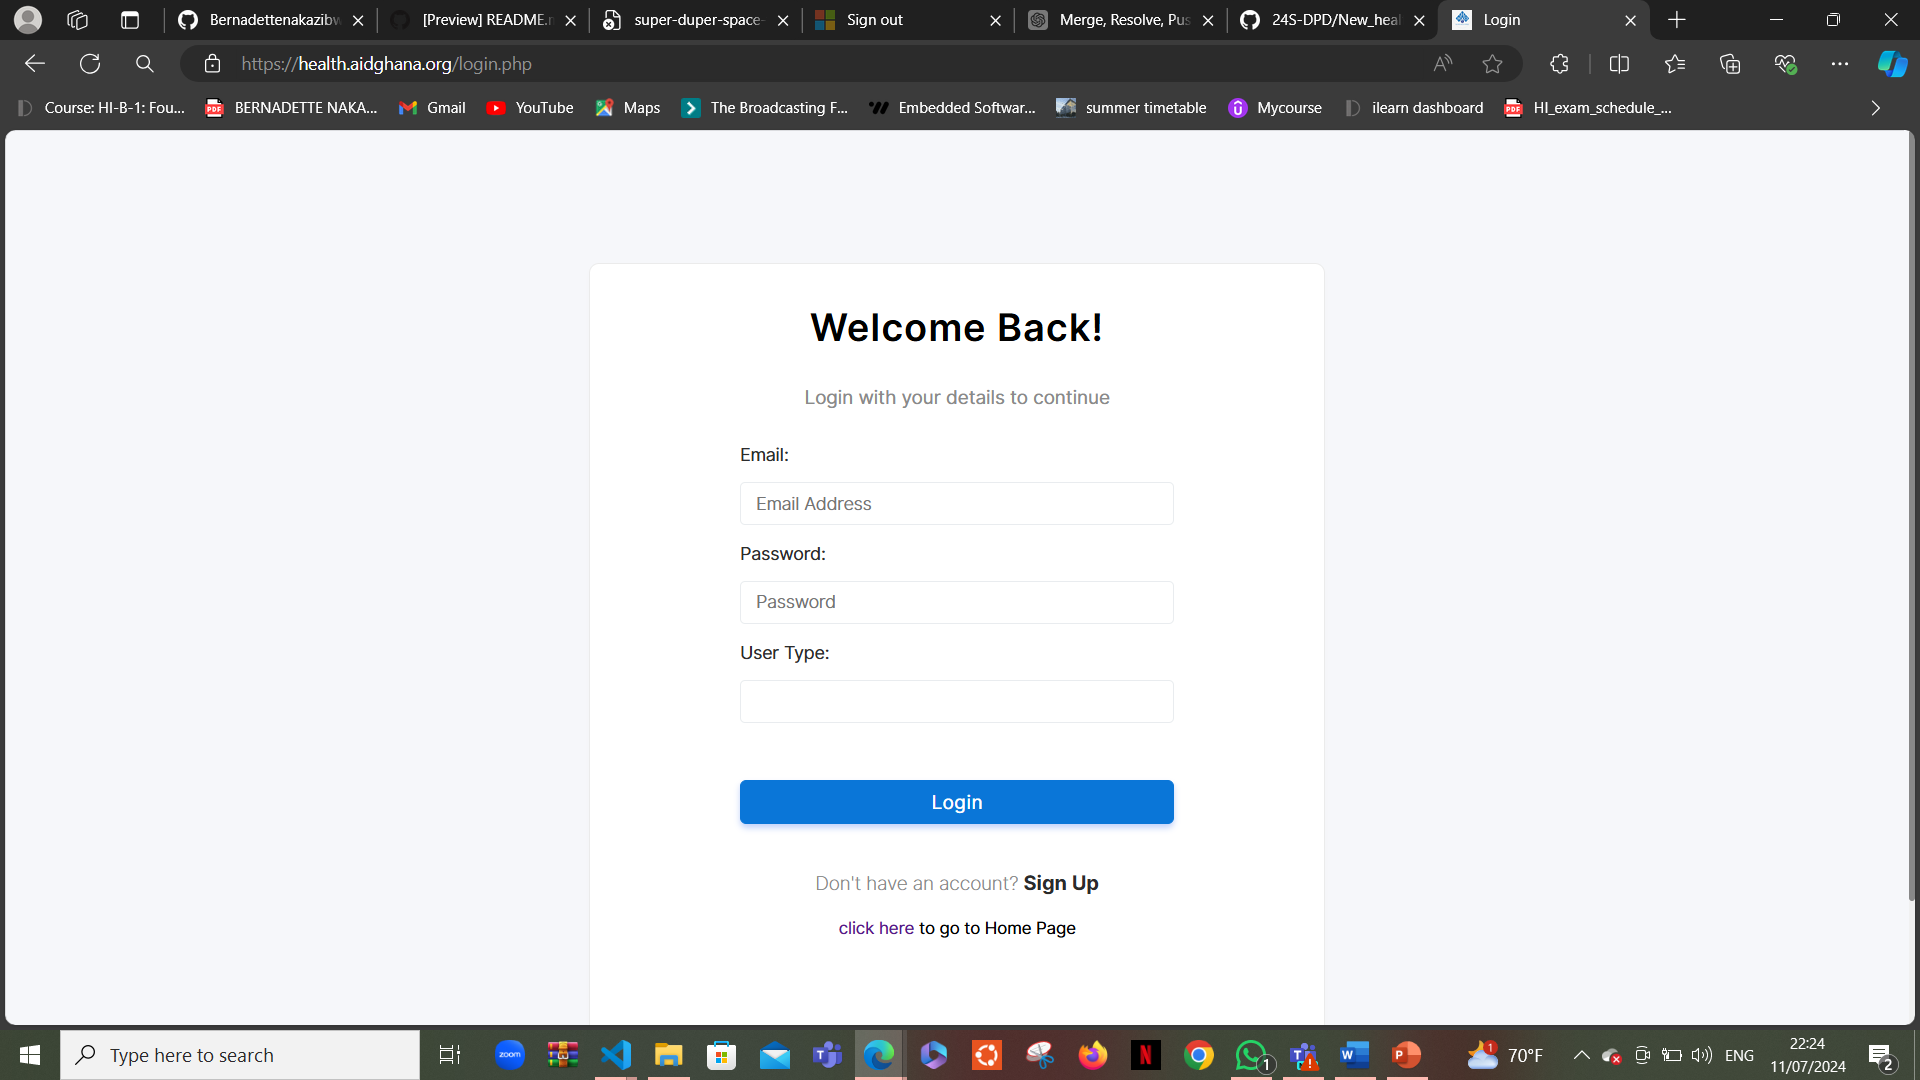 Bernadettenakazibw
[Preview] README.m
super-duper-space-
Sign out
Merge, Resolve, Pus
24S-DPD/New_heal
Login
https://health.aidghana.org/login.php
Course: HI-B-1: Fou...
BERNADETTE NAKA...
Gmail
YouTube
Maps
The Broadcasting F...
Embedded Softwar...
summer timetable
Mycourse
ilearn dashboard
HI_exam_schedule_...
Welcome Back!
Login with your details to continue
Email:
Email Address
Password:
Password
User Type:
Login
Don't have an account? Sign Up
click here to go to Home Page
Type here to search
zoom
1
1
70°F
ENG
22:24
11/07/2024
2